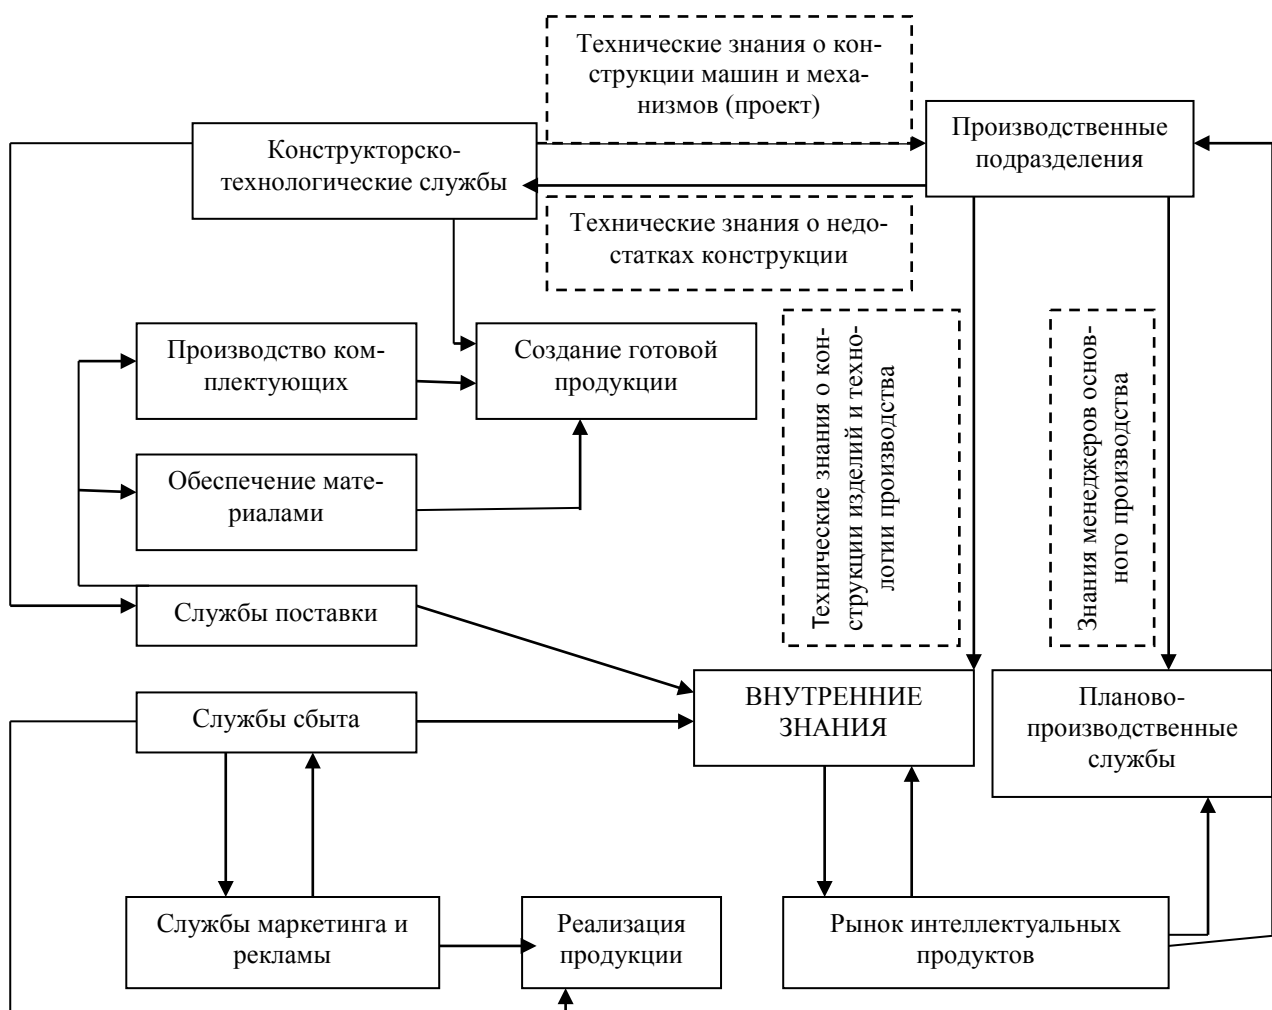 Технические знания о кон-
струкции машин и меха-
низмов (проект)
Производственные
подразделения
Конструкторско-
технологические службы
Технические знания о недо-
статках конструкции
Производство ком-
плектующих
Создание готовой
продукции
Технические знания о кон-
струкции изделий и техно-
логии производства
Знания менеджеров основ-
ного производства
Обеспечение мате-
риалами
Службы поставки
Службы сбыта
ВНУТРЕННИЕ
ЗНАНИЯ
Планово-
производственные
службы
Службы маркетинга и
рекламы
Реализация
продукции
Рынок интеллектуальных
продуктов